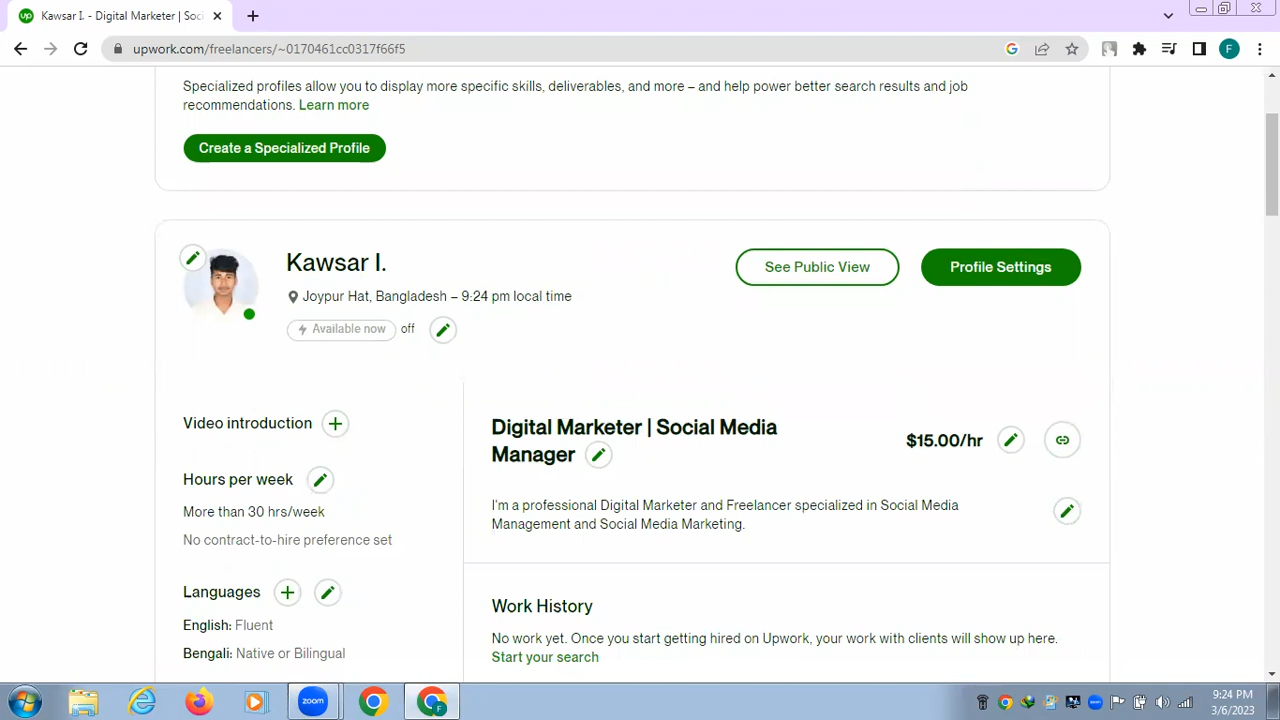 up Kawsar I. - Digital Marketer | Soc
upwork.com/freelancers/~0170461cc0317f66f5
F
Specialized profiles allow you to display more specific skills, deliverables, and more – and help power better search results and job
recommendations. Learn more
Create a Specialized Profile
Kawsar I.
See Public View
Profile Settings
Joypur Hat, Bangladesh – 9:24 pm local time
Available now off
Video introduction
Digital Marketer | Social Media
Manager
$15.00/hr
Hours per week
More than 30 hrs/week
No contract-to-hire preference set
I'm a professional Digital Marketer and Freelancer specialized in Social Media
Management and Social Media Marketing.
Languages
English: Fluent
Bengali: Native or Bilingual
Work History
No work yet. Once you start getting hired on Upwork, your work with clients will show up here.
Start your search
zoom
F
9:24 PM
3/6/2023